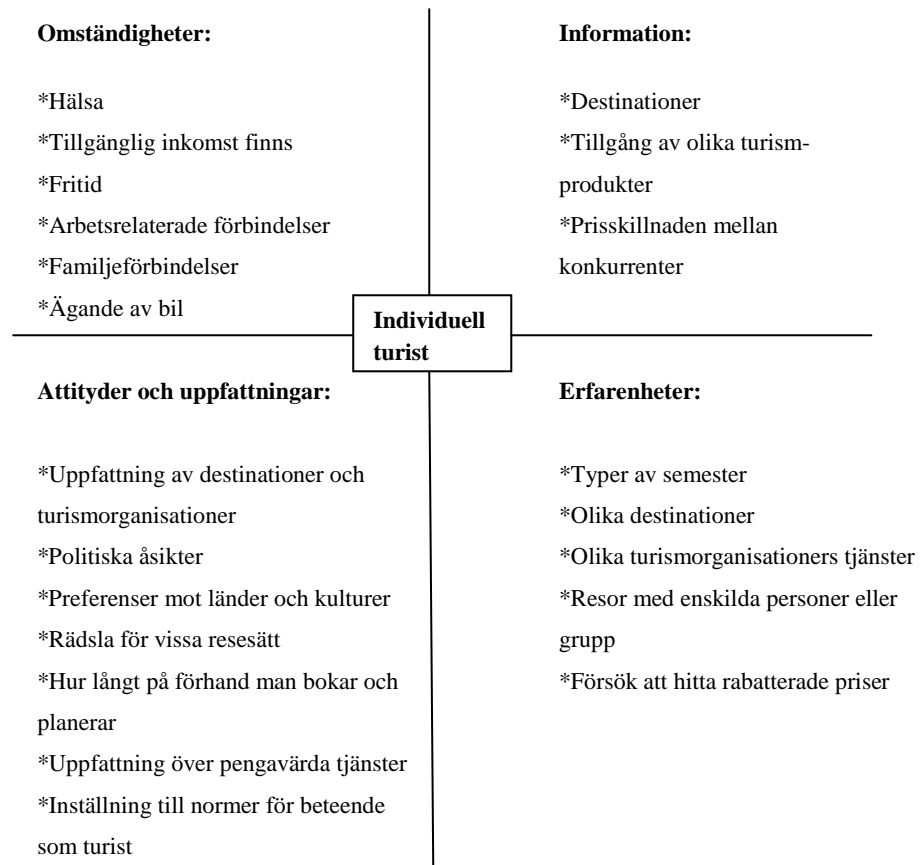 Omständigheter:
*Hälsa
*Tillgänglig inkomst finns
*Fritid
*Arbetsrelaterade förbindelser
*Familjeförbindelser
*Ägande av bil
Information:
*Destinationer
*Tillgång av olika turism-
produkter
*Prisskillnaden mellan
konkurrenter
Individuell
turist
Attityder och uppfattningar:
*Uppfattning av destinationer och
turismorganisationer
*Politiska åsikter
*Preferenser mot länder och kulturer
*Rädsla för vissa resesätt
*Hur långt på förhand man bokar och
planerar
*Uppfattning över pengavärda tjänster
*Inställning till normer för beteende
som turist
Erfarenheter:
*Typer av semester
*Olika destinationer
*Olika turismorganisationers tjänster
*Resor med enskilda personer eller
grupp
*Försök att hitta rabatterade priser